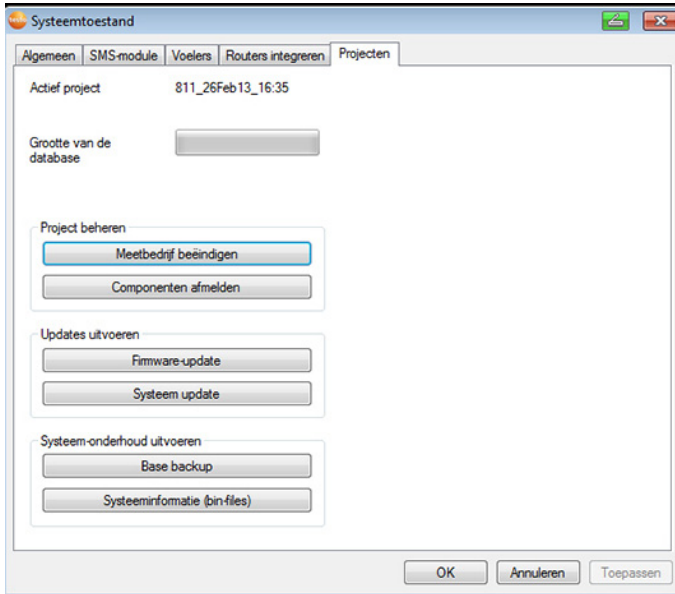 Systeemtoestand
Algemeen SMS-module Voelers Routers integreren Projecten
Actief project 811_26Feb13_16:35
Grootte van de
database
Project beheren
Meetbedrijf beëindigen
Componenten afmelden
Updates uitvoeren
Firmware-update
Systeem update
Systeem-onderhoud uitvoeren
Base backup
Systeeminformatie (bin-files)
OK Annuleren Toepassen